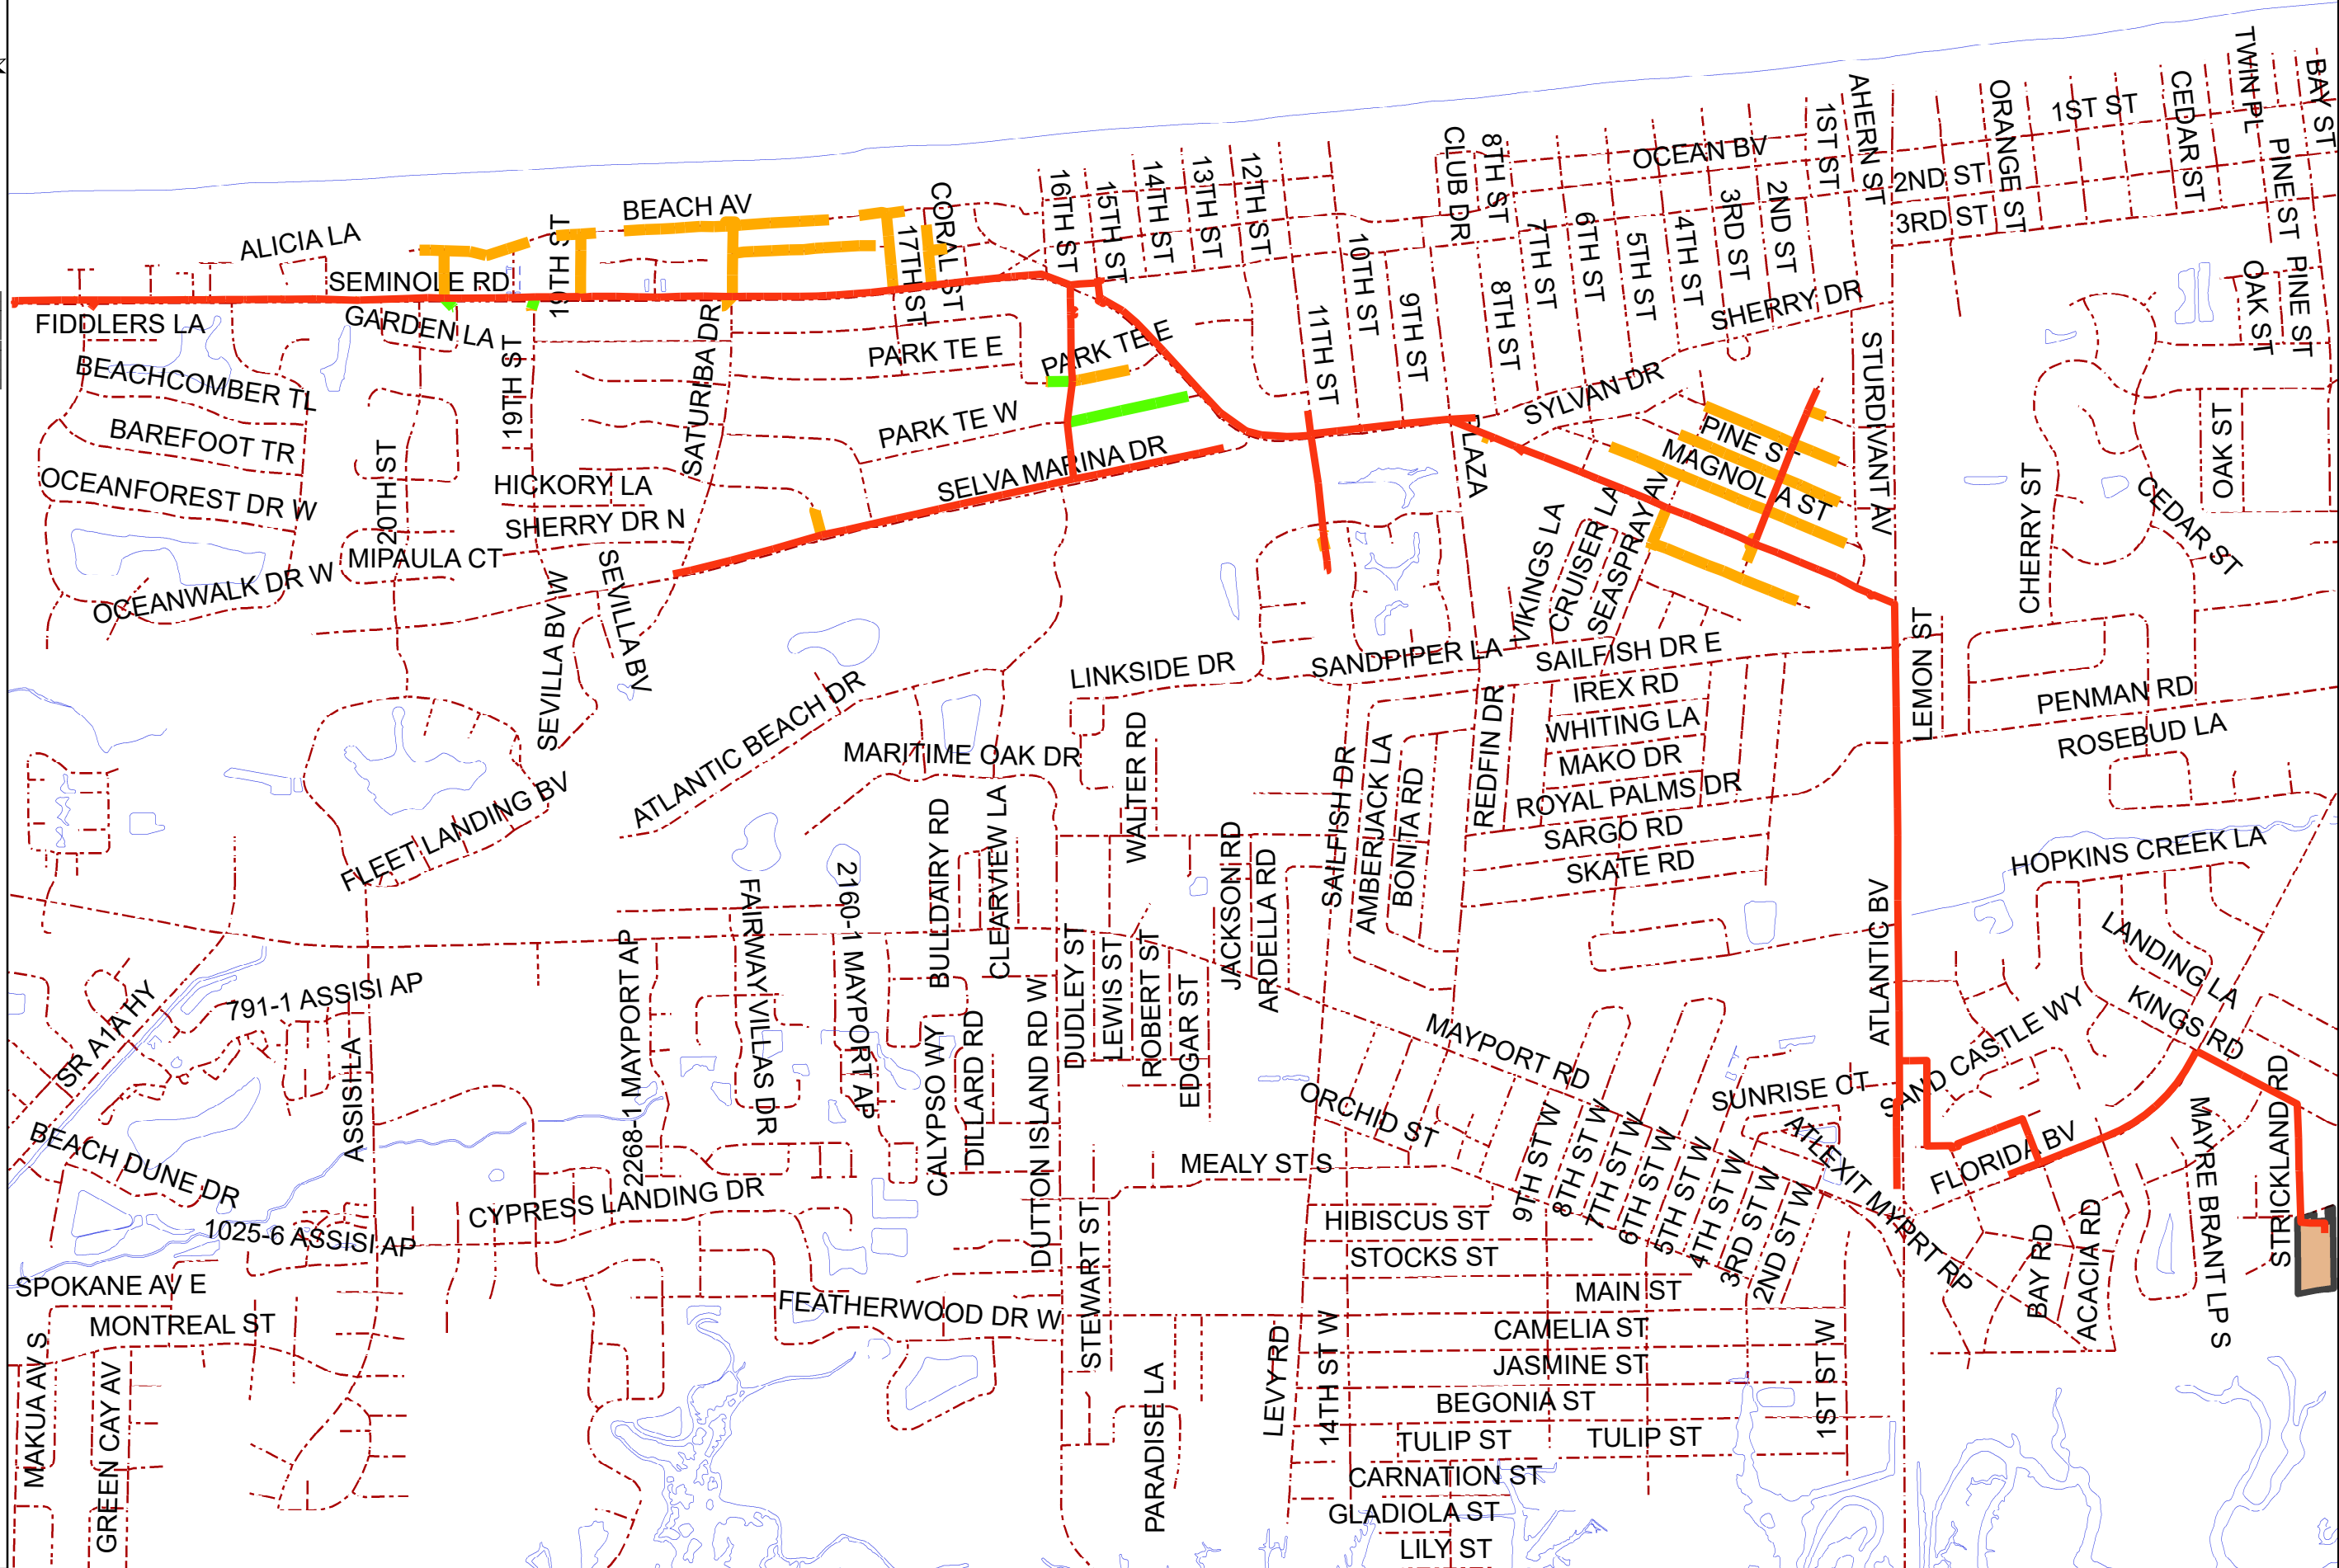 TWIN PL
BAY ST
AHERN ST
ORANGE ST
1ST ST
CEDAR ST
1ST ST
PINE ST
OCEAN BV
8TH ST
CLUB DR
2ND ST
3RD ST
2ND ST
3RD ST
4TH ST
5TH ST
6TH ST
7TH ST
12TH ST
13TH ST
14TH ST
15TH ST
16TH ST
CORAL ST
17TH ST
BEACH AV
19TH ST
ALICIA LA
SEMINOLE RD
FIDDLERS LA
GARDEN LA
BEACHCOMBER TL
BAREFOOT TR
OCEANFOREST DR W
OCEANWALK DR W
20TH ST
MIPAULA CT
19TH ST
HICKORY LA
SHERRY DR N
SATURIBA DR
PARK TE E
PARK TE E
PARK TE W
SELVA MARINA DR
11TH ST
10TH ST
9TH ST
8TH ST
PLAZA
SYLVAN DR
SHERRY DR
STURDIVANT AV
PINE ST
MAGNOLIA ST
OAK ST
PINE ST
OAK ST
CEDAR ST
CHERRY ST
SEVILLA BV W
SEVILLA BV
VIKINGS LA
CRUISER LA
SEASPRAY AV
LINKSIDE DR
SANDPIPER LA
SAILFISH DR E
LEMON ST
IREX RD
WHITING LA
MAKO DR
ROYAL PALMS DR
SARGO RD
SKATE RD
PENMAN RD
ROSEBUD LA
HOPKINS CREEK LA
ATLANTIC BEACH DR
MARITIME OAK DR
WALTER RD
FLEET LANDING BV
SAILFISH DR
AMBERJACK LA
BONITA RD
REDFIN DR
FAIRWAY VILLAS DR
2160-1 MAYPORT AP
2268-1 MAYPORT AP
BULLDAIRY RD
CLEARVIEW LA
JACKSON RD
ARDELLA RD
DUDLEY ST
LEWIS ST
ROBERT ST
EDGAR ST
ATLANTIC BV
LANDING LA
KINGS RD
SAND CASTLE WY
SR A1A HY
791-1 ASSISI AP
ASSISI LA
CALYPSO WY
DILLARD RD
DUTTON ISLAND RD W
MAYPORT RD
ORCHID ST
SUNRISE CT
ATLEXIT MYPRT RP
FLORIDA BV
STRICKLAND RD
MAYRE BRANT LP S
BAY RD
ACACIA RD
BEACH DUNE DR
1025-6 ASSISI AP
CYPRESS LANDING DR
MEALY ST S
9TH ST W
8TH ST W
7TH ST W
6TH ST W
5TH ST W
4TH ST W
3RD ST W
2ND ST W
HIBISCUS ST
STOCKS ST
MAIN ST
CAMELIA ST
JASMINE ST
BEGONIA ST
TULIP ST
TULIP ST
CARNATION ST
GLADIOLA ST
LILY ST
SPOKANE AV E
MONTREAL ST
MAKUA AV S
GREEN CAY AV
FEATHERWOOD DR W
STEWART ST
PARADISE LA
LEVY RD
14TH ST W
1ST ST W